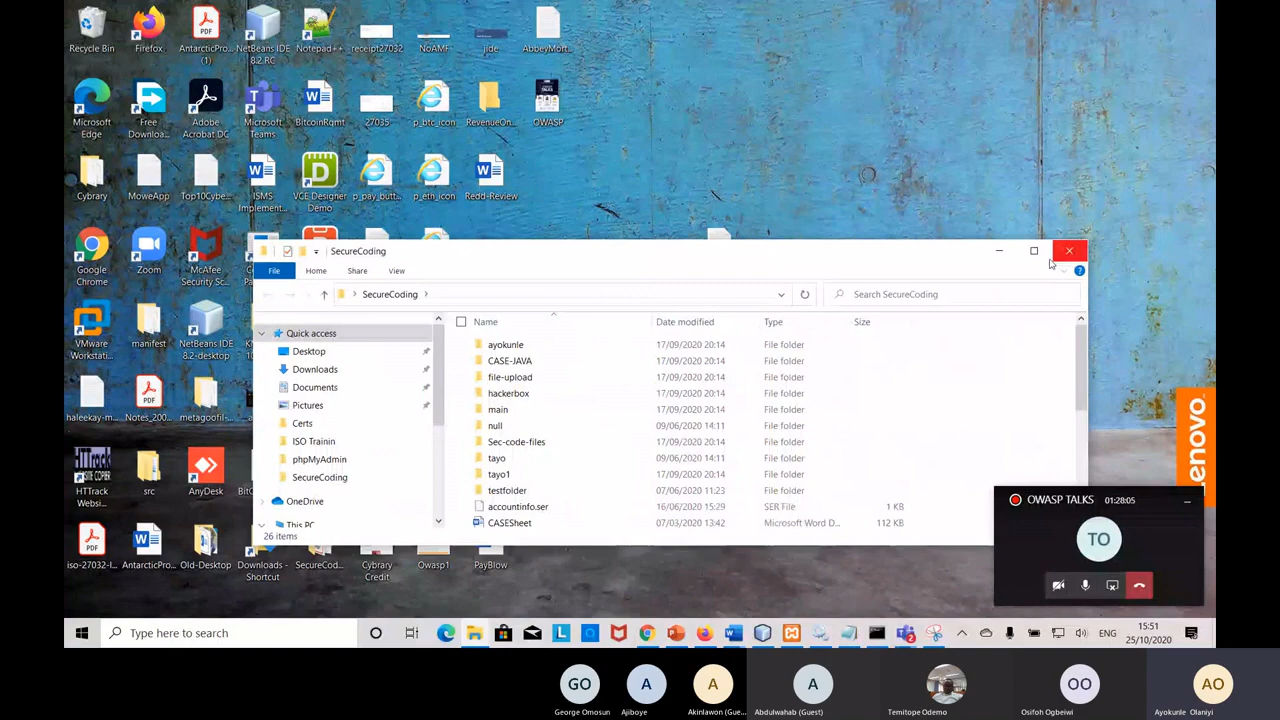 Recycle Bin
Firefox
AntarcticPro... (1)
NetBeans IDE 8.2 RC
Notepad++
receipt27032
NoAMF
jide
AbbeyMort...
Microsoft Edge
Free Downloa...
Adobe Acrobat DC
Microsoft Teams
BitcoinRqmt
27035
p_btc_icon
RevenueOn...
OWASP
Cybrary
MoweApp
Top10Cybe...
ISMS Implement...
VCE Designer Demo
p_pay_butt...
p_eth_icon
Redd-Review
Google Chrome
Zoom
McAfee Security Sc...
VMware Workstati...
manifest
NetBeans IDE 8.2-desktop
haleekay-m...
Notes_200...
metagoofil-...
HTTrack Websi...
src
AnyDesk
iso-27032-l...
AntarcticPro...
Old-Desktop
Downloads - Shortcut
SecureCod...
Cybrary Credit
Owasp1
PayBlow
SecureCoding
File Home Share View
SecureCoding
Search SecureCoding
Quick access
Desktop
Downloads
Documents
Pictures
Certs
ISO Trainin
phpMyAdmin
SecureCoding
OneDrive
This PC
Name Date modified Type Size
ayokunle 17/09/2020 20:14 File folder
CASE-JAVA 17/09/2020 20:14 File folder
file-upload 17/09/2020 20:14 File folder
hackerbox 17/09/2020 20:14 File folder
main 17/09/2020 20:14 File folder
null 09/06/2020 14:11 File folder
Sec-code-files 17/09/2020 20:14 File folder
tayo 09/06/2020 14:11 File folder
tayo1 17/09/2020 20:14 File folder
testfolder 07/06/2020 11:23 File folder
accountinfo.ser 16/06/2020 15:29 SER File 1 KB
CASESheet 07/03/2020 13:42 Microsoft Word D... 112 KB
26 items
Lenovo
OWASP TALKS 01:28:05
TO
Type here to search
ENG
15:51
25/10/2020
GO
George Omosun
A
Ajiboye
A
Akinlawon (Gue...
A
Abdulwahab (Guest)
Temitope Odemo
OO
Osifoh Ogbeiwi
AO
Ayokunle Olaniyi